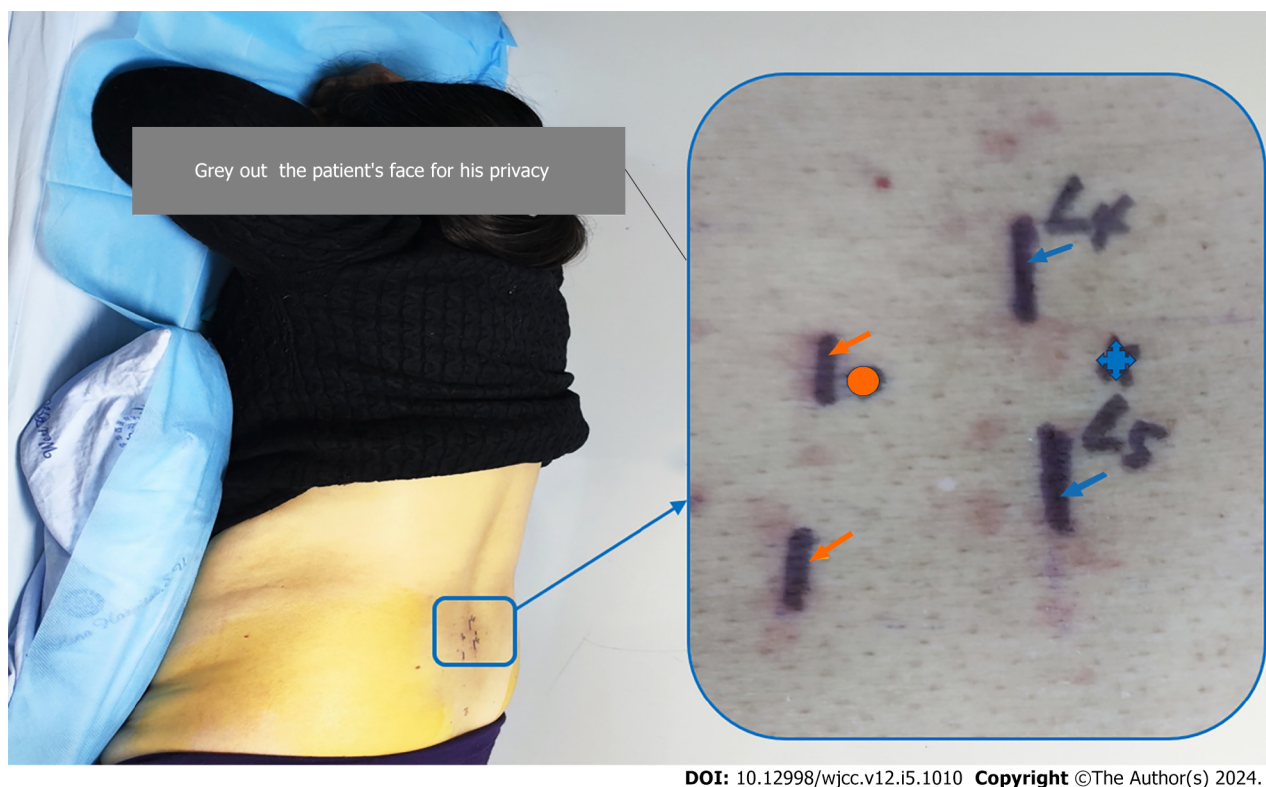 Grey out  the patient's face for his privacy
L4
L5
DOI: 10.12998/wjcc.v12.i5.1010  Copyright ©The Author(s) 2024.